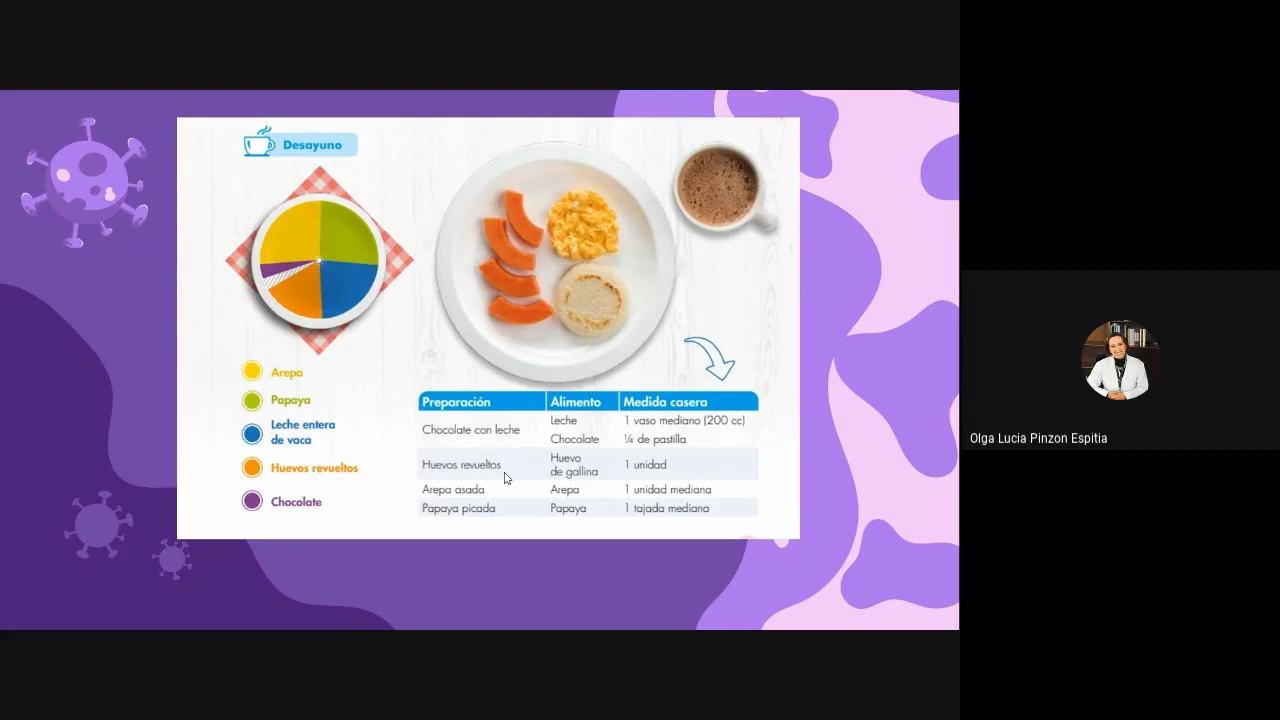 Desayuno
Arepa
Papaya
Leche entera
de vaca
Huevos revueltos
Chocolate
Preparación Alimento Medida casera
Chocolate con leche
Leche 1 vaso mediano (200 cc)
Chocolate ¼ de pastilla
Huevos revueltos
Huevo
de gallina
1 unidad
Arepa asada Arepa 1 unidad mediana
Papaya picada Papaya 1 tajada mediana
Olga Lucia Pinzon Espitia